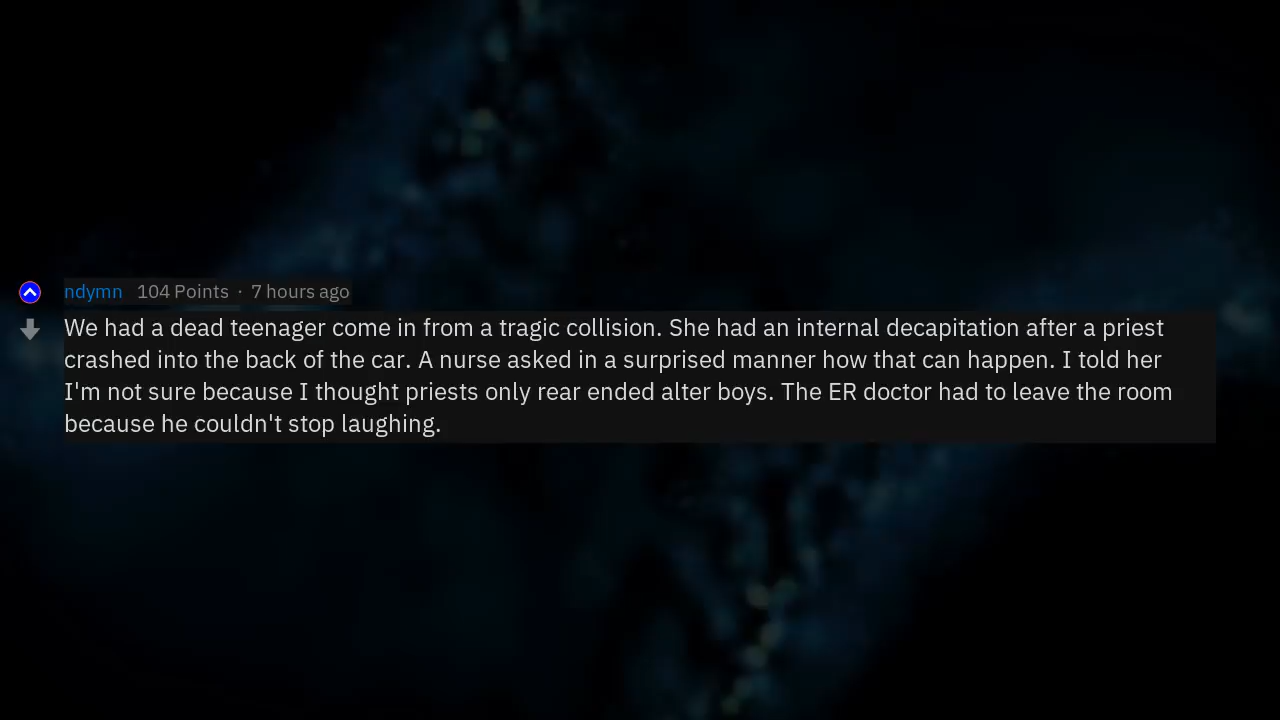 ndymn 104 Points · 7 hours ago
We had a dead teenager come in from a tragic collision. She had an internal decapitation after a priest
crashed into the back of the car. A nurse asked in a surprised manner how that can happen. I told her
I'm not sure because I thought priests only rear ended alter boys. The ER doctor had to leave the room
because he couldn't stop laughing.